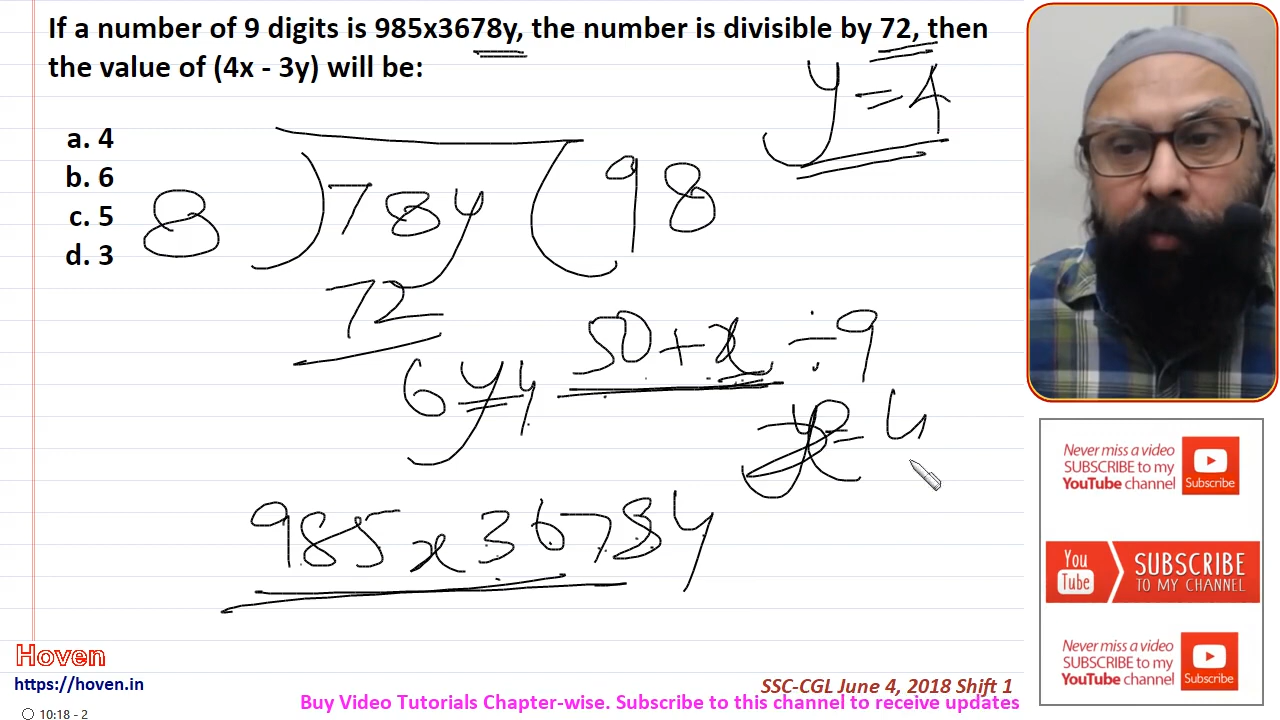 If a number of 9 digits is 985x3678y, the number is divisible by 72, then
the value of (4x - 3y) will be:
y = 4
a. 4
b. 6
c. 5
d. 3
8 ) 78y ( 98
72
6y 4
50 + x ÷ 9
= 4
985x3678y
Never miss a video
SUBSCRIBE to my
YouTube channel
Subscribe
You
Tube
SUBSCRIBE
TO MY CHANNEL
Never miss a video
SUBSCRIBE to my
YouTube channel
Subscribe
Hoven
https://hoven.in
SSC-CGL June 4, 2018 Shift 1
Buy Video Tutorials Chapter-wise. Subscribe to this channel to receive updates
10:18 - 2